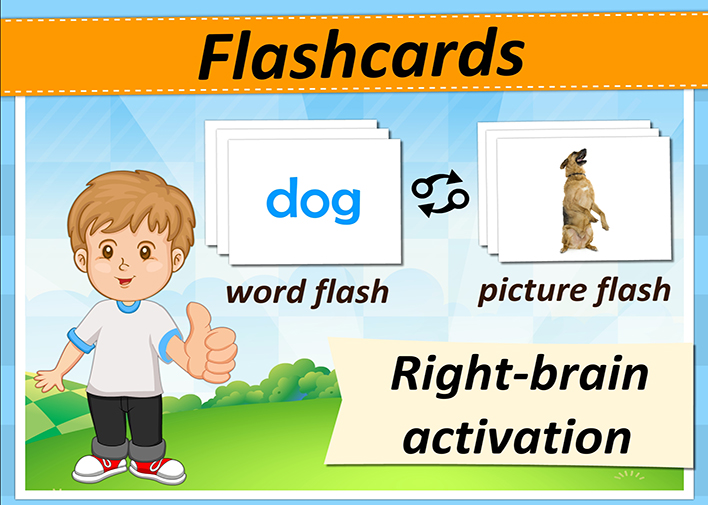 Flashcards
dog
word flash
picture flash
Right-brain
activation